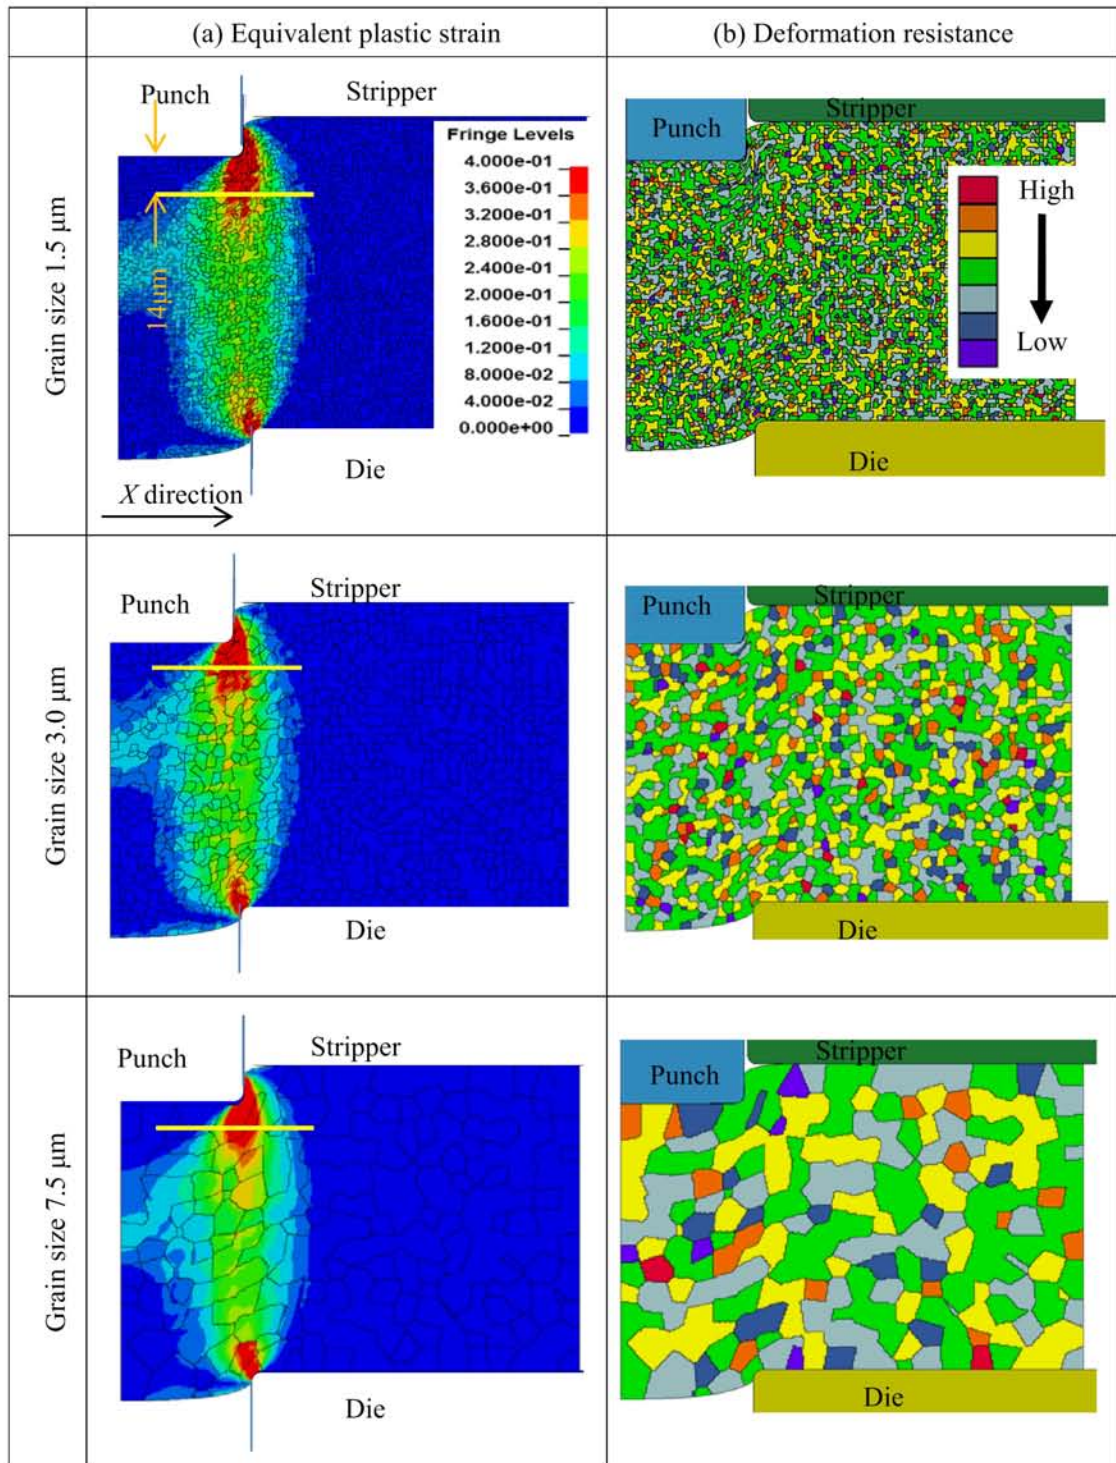 (a) Equivalent plastic strain
(b) Deformation resistance
Grain size 1.5 μm
Punch
Stripper
14μm
Fringe Levels
4.000e-01
3.600e-01
3.200e-01
2.800e-01
2.400e-01
2.000e-01
1.600e-01
1.200e-01
8.000e-02
4.000e-02
0.000e+00
Die
X direction
Punch
Stripper
High
Low
Die
Grain size 3.0 μm
Punch
Stripper
Die
Punch
Stripper
Die
Grain size 7.5 μm
Punch
Stripper
Die
Punch
Stripper
Die